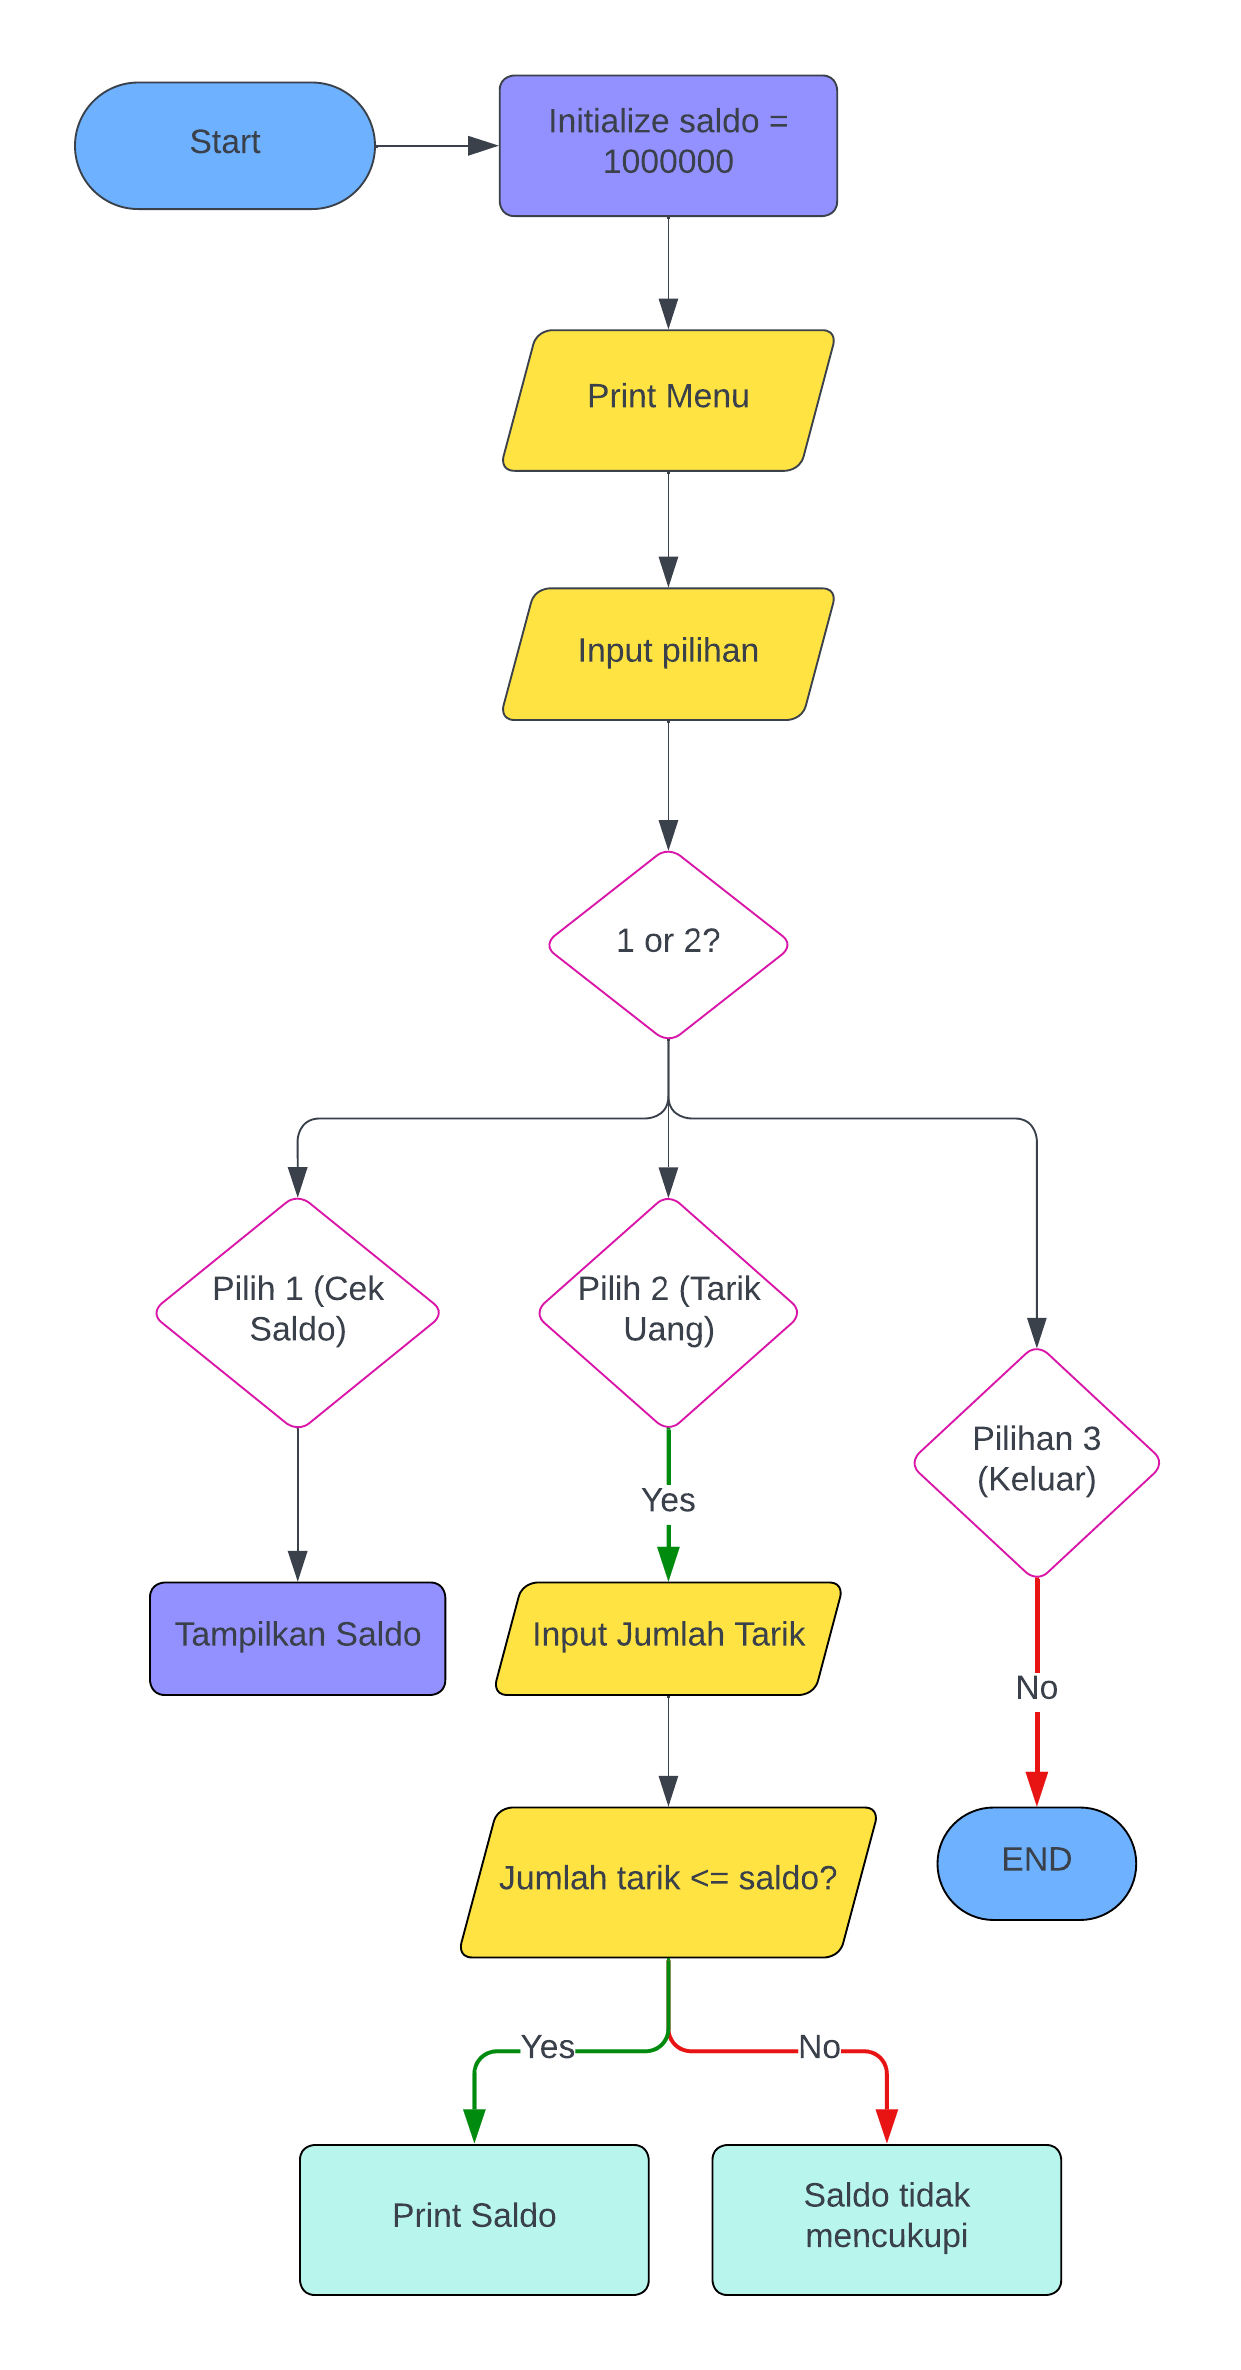 Start
Initialize saldo =
1000000
Print Menu
Input pilihan
1 or 2?
Pilih 1 (Cek
Saldo)
Pilih 2 (Tarik
Uang)
Pilihan 3
(Keluar)
Yes
Tampilkan Saldo
Input Jumlah Tarik
No
Jumlah tarik <= saldo?
END
Yes
No
Print Saldo
Saldo tidak
mencukupi